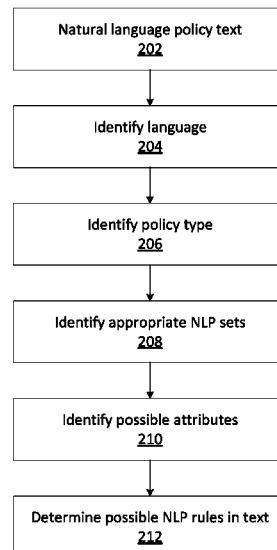 Natural language policy text
202
Identify language
204
Identify policy type
206
Identify appropriate NLP sets
208
Identify possible attributes
210
Determine possible NLP rules in text
212